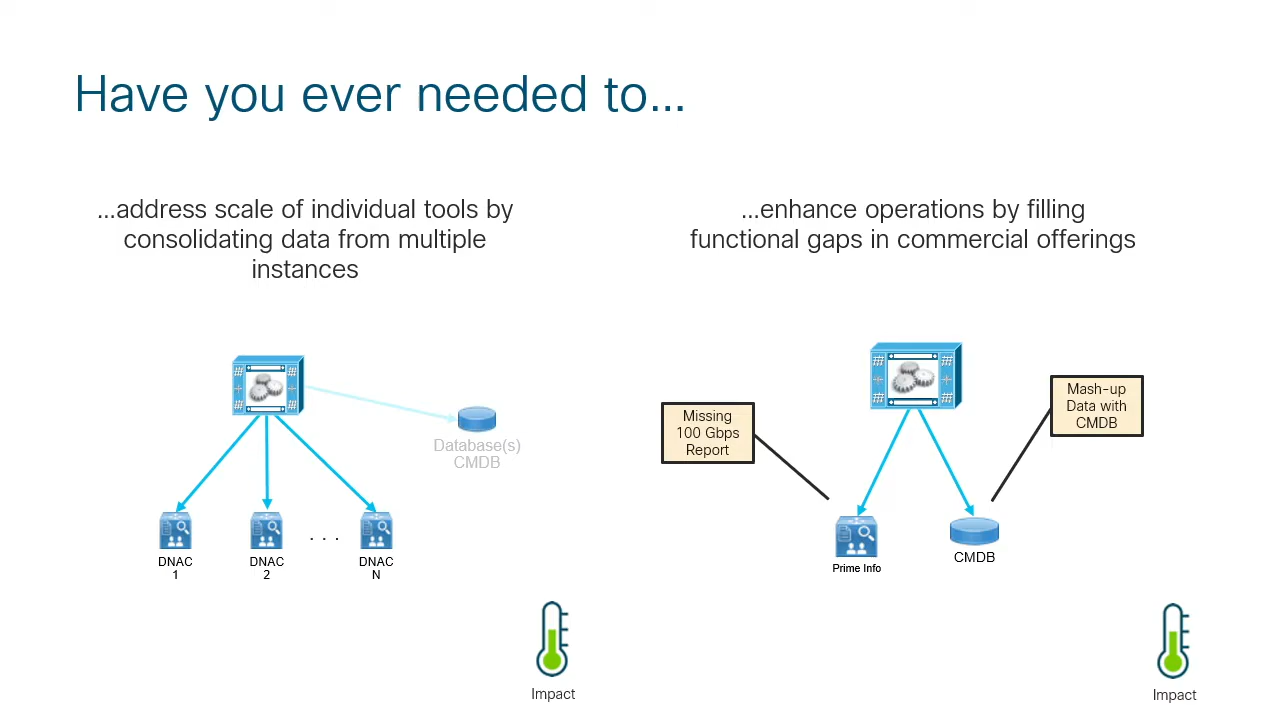 Have you ever needed to...
...address scale of individual tools by
consolidating data from multiple
instances
Database(s)
CMDB
DNAC
1
DNAC
2
. . .
DNAC
N
Impact
...enhance operations by filling
functional gaps in commercial offerings
Missing
100 Gbps
Report
Mash-up
Data with
CMDB
Prime Info
CMDB
Impact